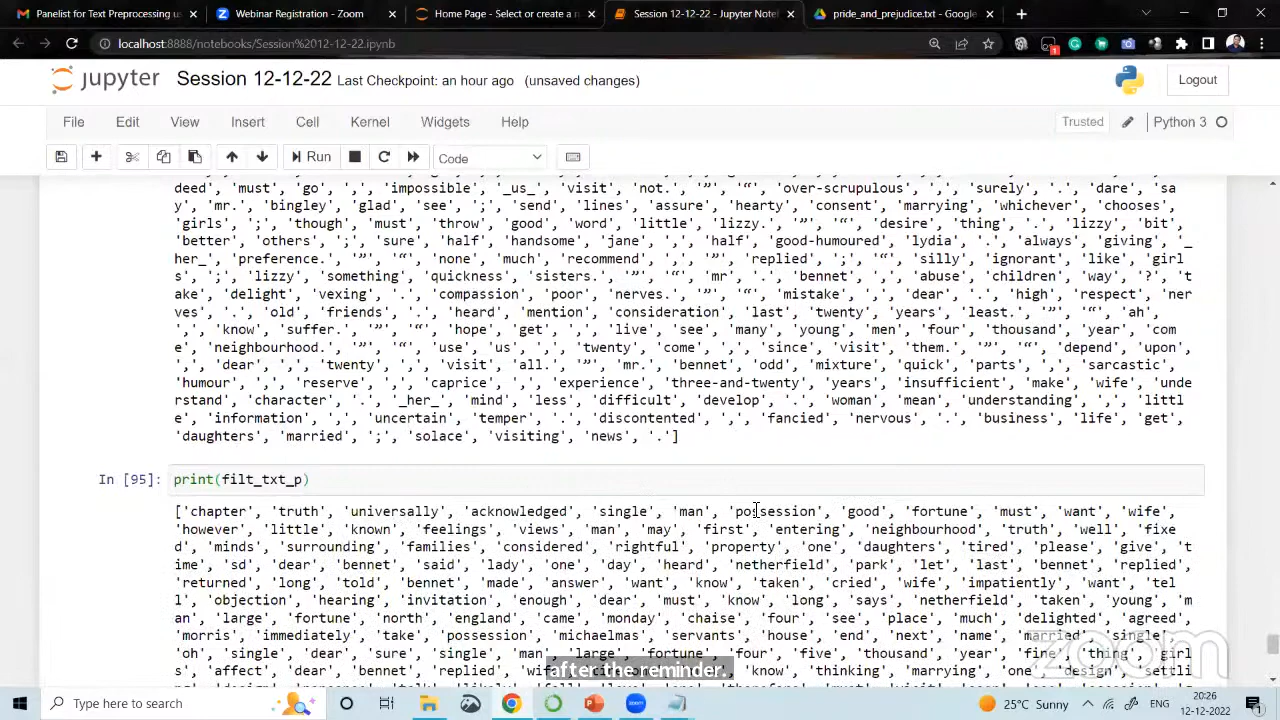 Panelist for Text Preprocessing u
Webinar Registration - Zoom
Home Page - Select or create a n
Session 12-12-22 - Jupyter Notel
pride_and_prejudice.txt - Google
localhost:8888/notebooks/Session%2012-12-22.ipynb
jupyter Session 12-12-22 Last Checkpoint: an hour ago (unsaved changes)
Logout
File Edit View Insert Cell Kernel Widgets Help
Trusted Python 3
Run Code
deed', 'must', 'go', ',', 'impossible', '_us_', 'visit', 'not.', '”', '“', 'over-scrupulous', ',', 'surely', '.', 'dare', 'sa
y', 'mr.', 'bingley', 'glad', 'see', ';', 'send', 'lines', 'assure', 'hearty', 'consent', 'marrying', 'whichever', 'chooses',
'girls', ';', 'though', 'must', 'throw', 'good', 'word', 'little', 'lizzy.', '”', '“', 'desire', 'thing', '.', 'lizzy', 'bit',
'better', 'others', ';', 'sure', 'half', 'handsome', 'jane', ',', 'half', 'good-humoured', 'lydia', '.', 'always', 'giving', '_
her_', 'preference.', '”', '“', 'none', 'much', 'recommend', ',', '”', 'replied', ';', '“', 'silly', 'ignorant', 'like', 'girl
s', ';', 'lizzy', 'something', 'quickness', 'sisters.', '”', '“', 'mr', '.', 'bennet', ',', 'abuse', 'children', 'way', '?', 't
ake', 'delight', 'vexing', '.', 'compassion', 'poor', 'nerves.', '”', '“', 'mistake', ',', 'dear', '.', 'high', 'respect', 'ner
ves', '.', 'old', 'friends', '.', 'heard', 'mention', 'consideration', 'last', 'twenty', 'years', 'least.', '”', '“', 'ah',
',', 'know', 'suffer.', '”', '“', 'hope', 'get', ',', 'live', 'see', 'many', 'young', 'men', 'four', 'thousand', 'year', 'com
e', 'neighbourhood.', '”', '“', 'use', 'us', ',', 'twenty', 'come', ',', 'since', 'visit', 'them.', '”', '“', 'depend', 'upon',
',', 'dear', ',', 'twenty', ',', 'visit', 'all.', '”', 'mr.', 'bennet', 'odd', 'mixture', 'quick', 'parts', ',', 'sarcastic',
'humour', ',', 'reserve', ',', 'caprice', ',', 'experience', 'three-and-twenty', 'years', 'insufficient', 'make', 'wife', 'unde
rstand', 'character', '.', '_her_', 'mind', 'less', 'difficult', 'develop', '.', 'woman', 'mean', 'understanding', ',', 'littl
e', 'information', ',', 'uncertain', 'temper', '.', 'discontented', ',', 'fancied', 'nervous', '.', 'business', 'life', 'get',
'daughters', 'married', ';', 'solace', 'visiting', 'news', '.']
In [95]: print(filt_txt_p)
['chapter', 'truth', 'universally', 'acknowledged', 'single', 'man', 'possession', 'good', 'fortune', 'must', 'want', 'wife',
'however', 'little', 'known', 'feelings', 'views', 'man', 'may', 'first', 'entering', 'neighbourhood', 'truth', 'well', 'fixe
d', 'minds', 'surrounding', 'families', 'considered', 'rightful', 'property', 'one', 'daughters', 'tired', 'please', 'give', 't
ime', 'sd', 'dear', 'bennet', 'said', 'lady', 'one', 'day', 'heard', 'netherfield', 'park', 'let', 'last', 'bennet', 'replied',
'returned', 'long', 'told', 'bennet', 'made', 'answer', 'want', 'know', 'taken', 'cried', 'wife', 'impatiently', 'want', 'tel
l', 'objection', 'hearing', 'invitation', 'enough', 'dear', 'must', 'know', 'long', 'says', 'netherfield', 'taken', 'young', 'm
an', 'large', 'fortune', 'north', 'england', 'came', 'monday', 'chaise', 'four', 'see', 'place', 'much', 'delighted', 'agreed',
'morris', 'immediately', 'take', 'possession', 'michaelmas', 'servants', 'house', 'end', 'next', 'name', 'married', 'single',
'oh', 'single', 'dear', 'sure', 'single', 'man', 'large', 'fortune', 'four', 'five', 'thousand', 'year', 'fine', 'thing', 'girl
s', 'affect', 'dear', 'bennet', 'replied', 'wif 'know', 'thinking', 'marrying', 'one', 'design', 'settli
after the reminder.
zoom
Type here to search
25°C Sunny
ENG
20:26
12-12-2022